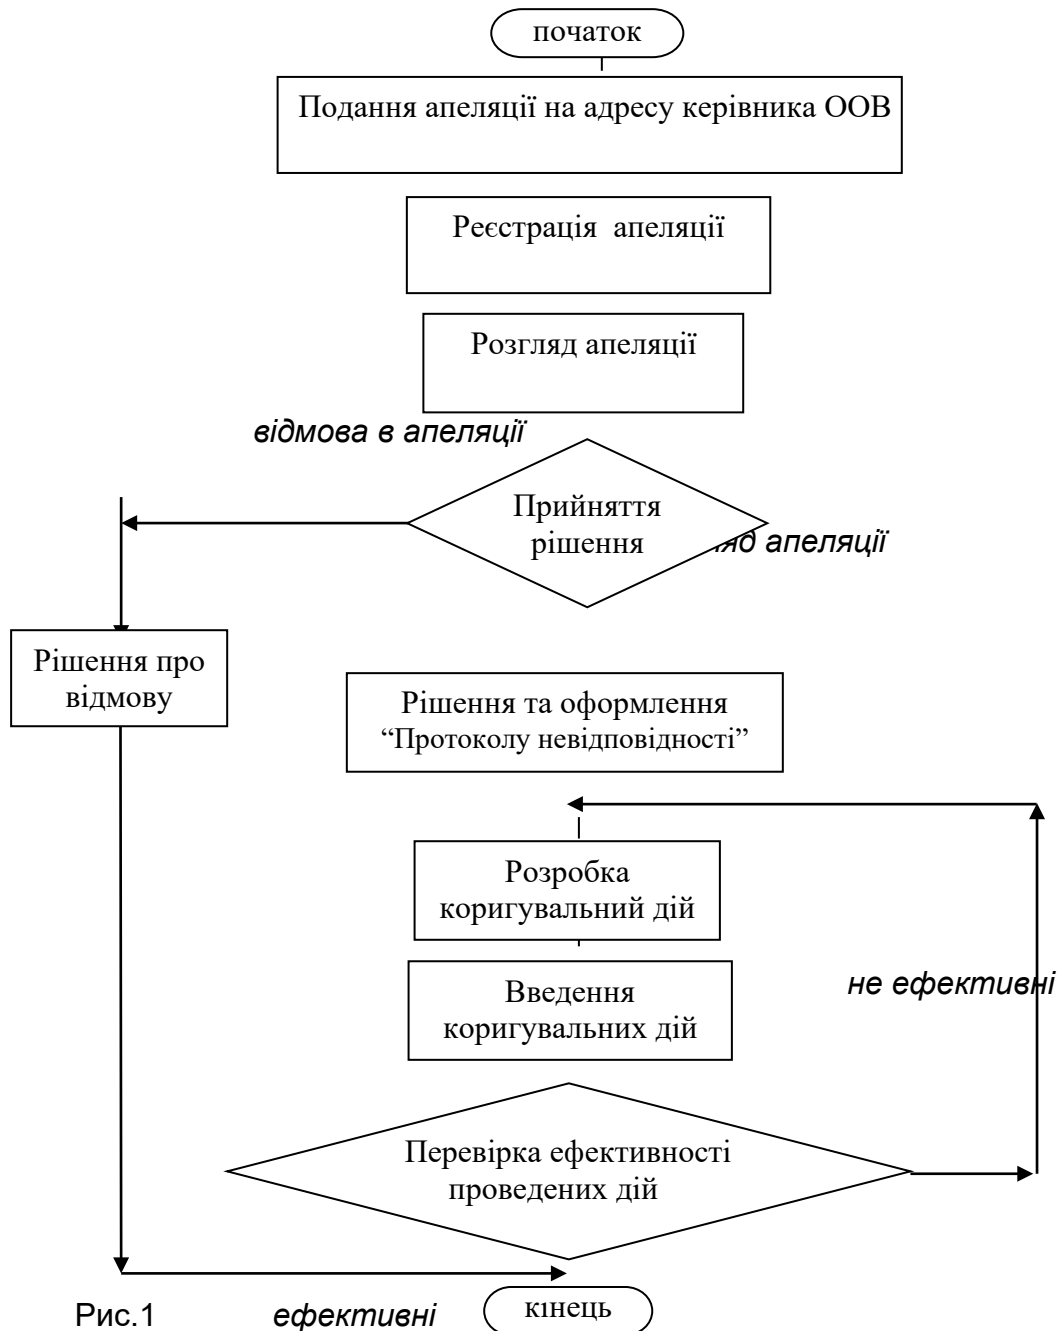 початок
Подання апеляції на адресу керівника ООВ
Реєстрація апеляції
Розгляд апеляції
відмова в апеляції
Прийняття
рішення
апеляції
Рішення про
відмову
Рішення та оформлення
“Протоколу невідповідності”
Розробка
коригувальний дій
не ефективні
Введення
коригувальних дій
Перевірка ефективності
проведених дій
Рис.1
ефективні
кінець